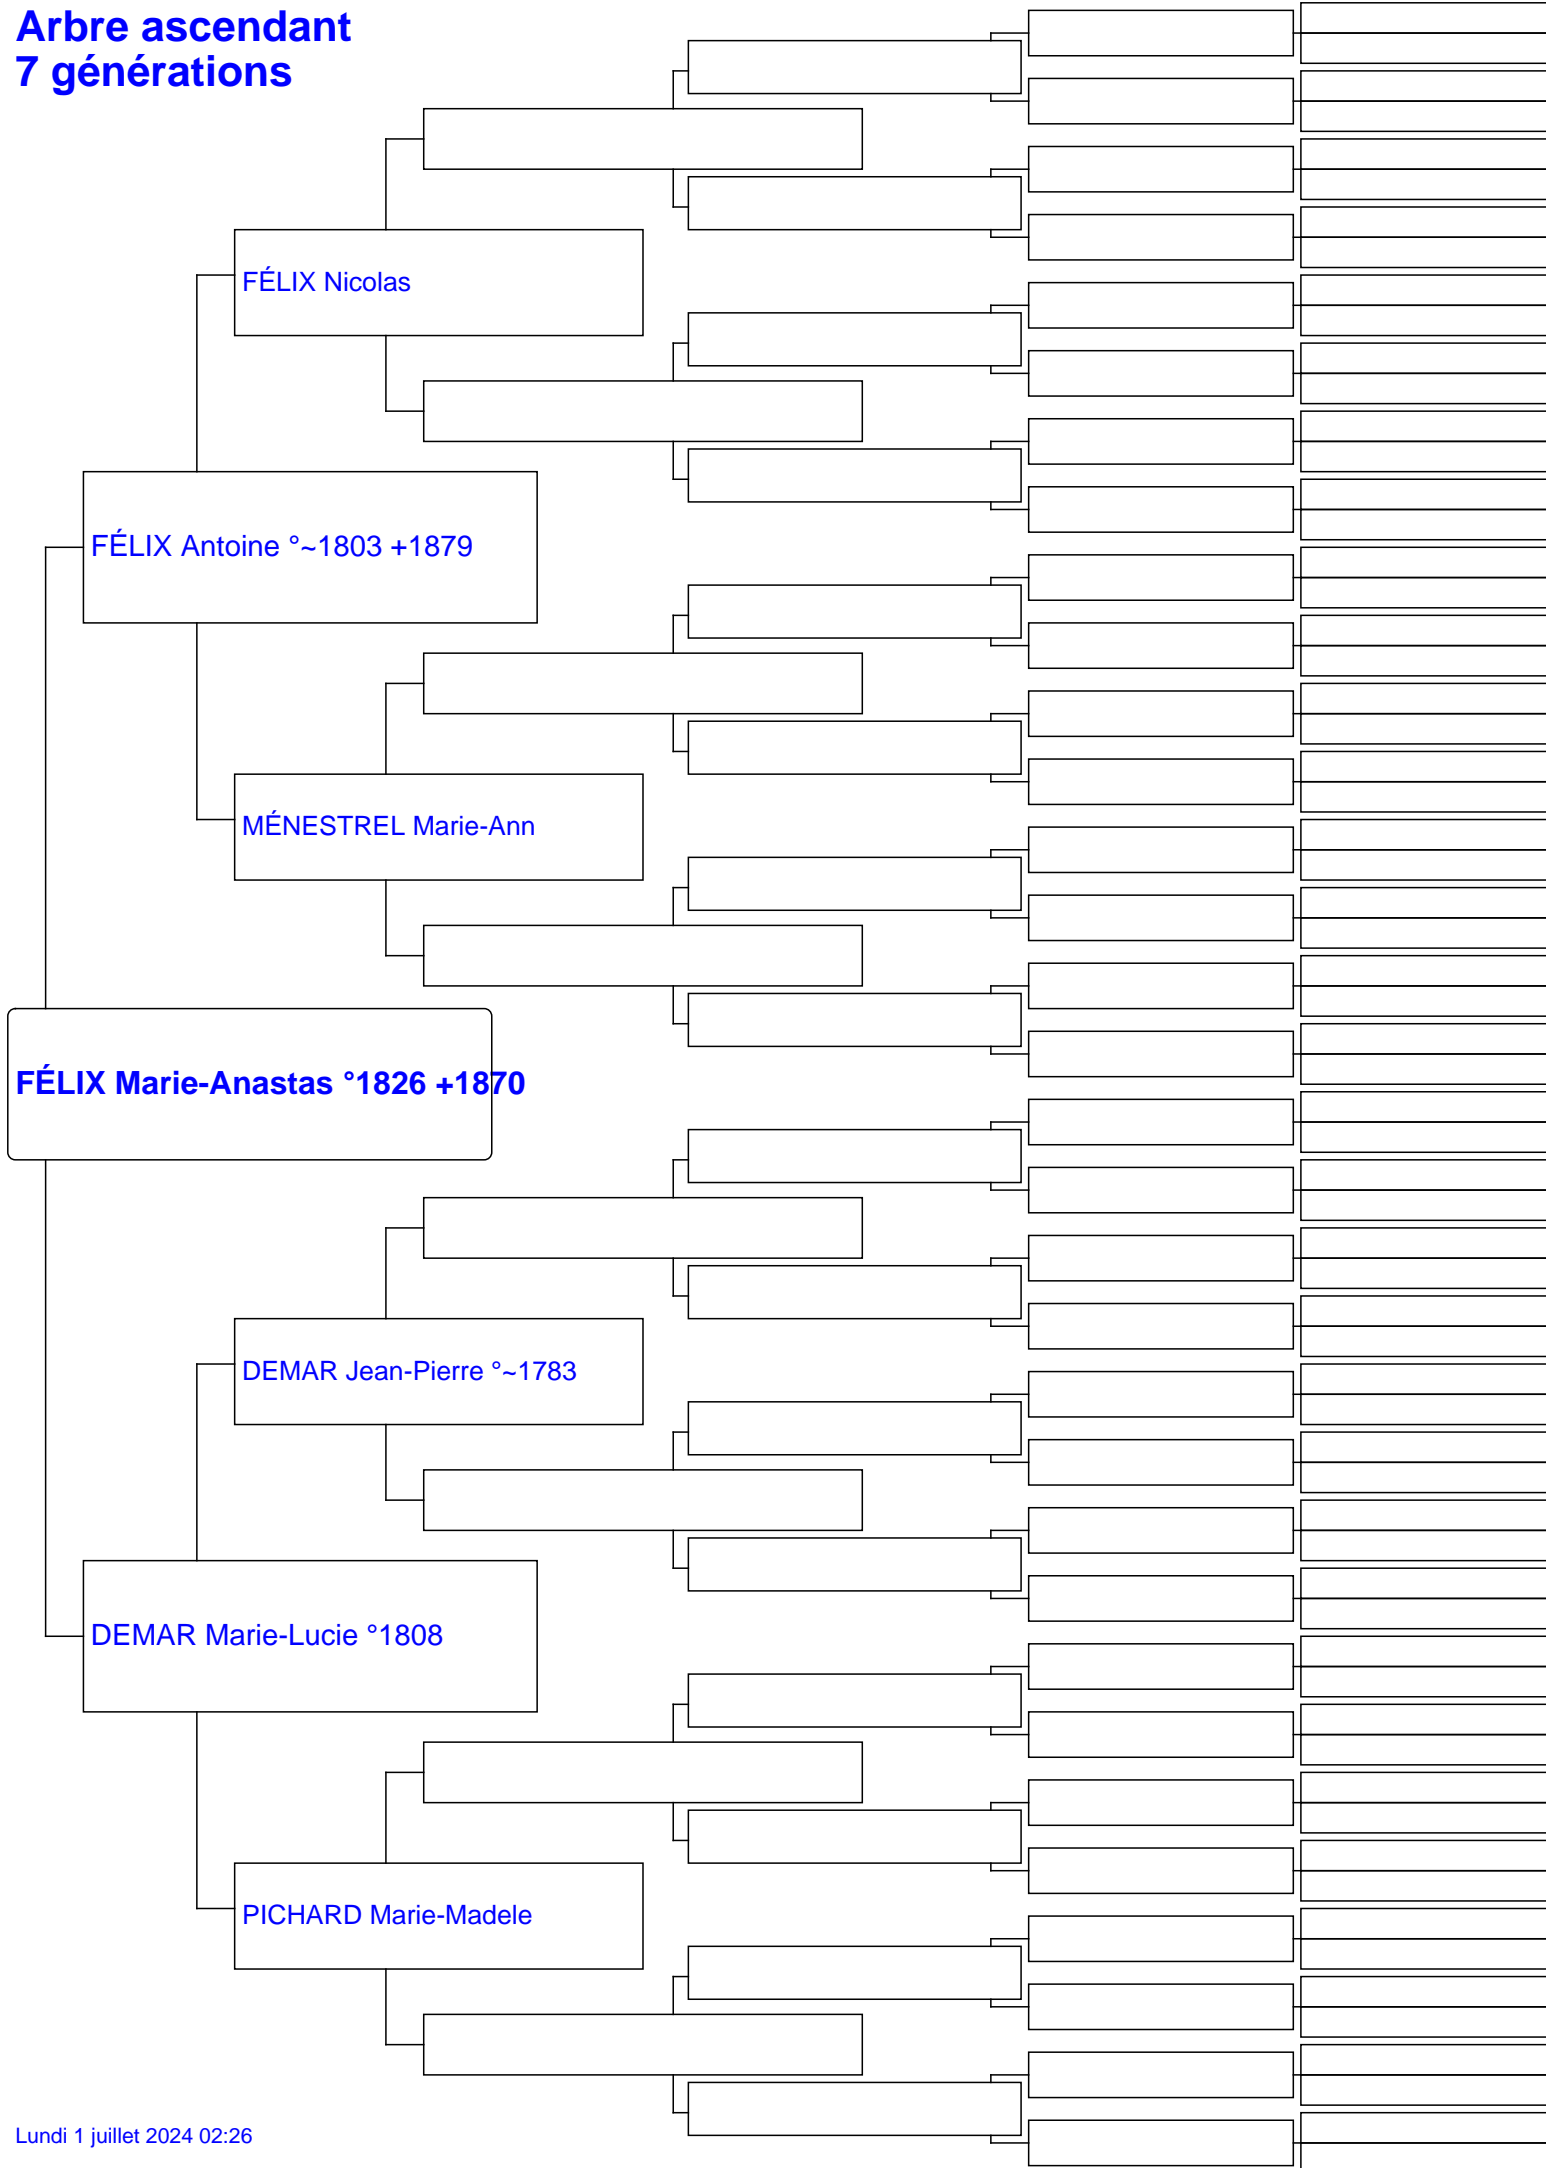 Arbre ascendant
7 générations
FÉLIX Nicolas
FÉLIX Antoine °~1803 +1879
MÉNESTREL Marie-Ann
FÉLIX Marie-Anastas °1826 +1870
DEMAR Jean-Pierre °~1783
DEMAR Marie-Lucie °1808
PICHARD Marie-Madele
Lundi 1 juillet 2024 02:26